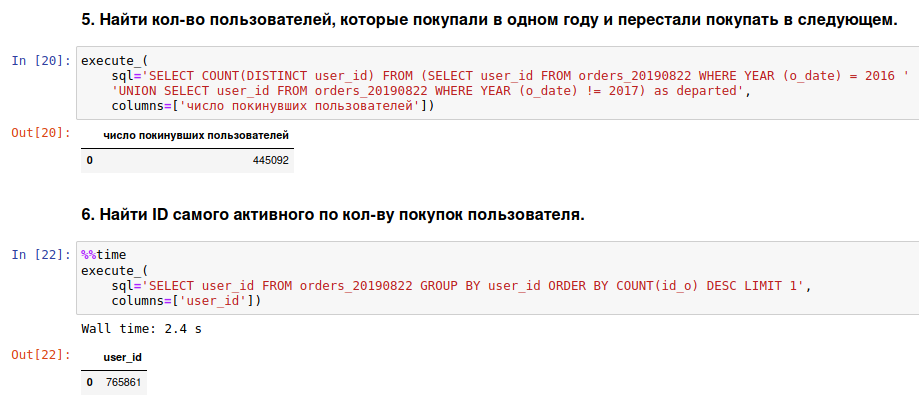 5. Найти кол-во пользователей, которые покупали в одном году и перестали покупать в следующем.
In [20]: execute_(
sql='SELECT COUNT(DISTINCT user_id) FROM (SELECT user_id FROM orders_20190822 WHERE YEAR (o_date) = 2016 '
'UNION SELECT user_id FROM orders_20190822 WHERE YEAR (o_date) != 2017) as departed',
columns=['число покинувших пользователей'])
Out[20]:
число покинувших пользователей
0 445092
6. Найти ID самого активного по кол-ву покупок пользователя.
In [22]: %%time
execute_(
sql='SELECT user_id FROM orders_20190822 GROUP BY user_id ORDER BY COUNT(id_o) DESC LIMIT 1',
columns=['user_id'])
Wall time: 2.4 s
Out[22]:
user_id
0 765861